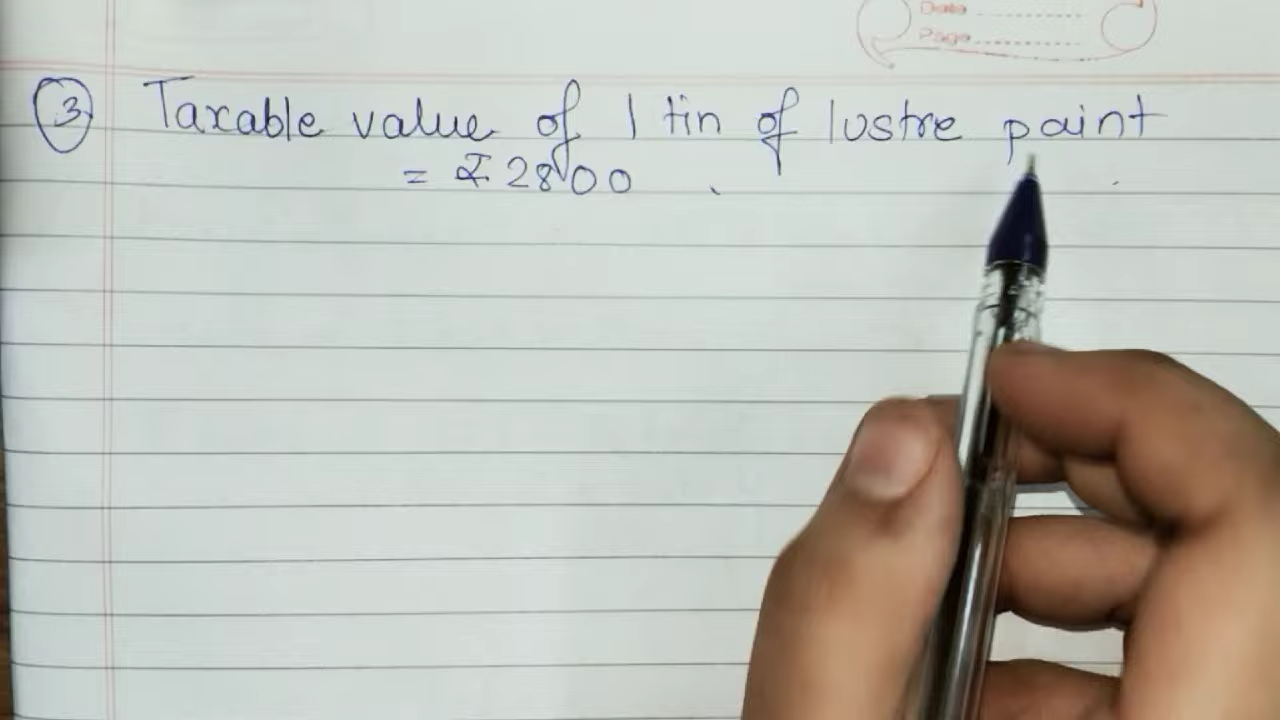 Date
Page
3 Taxable value of 1 tin of lustre paint
= ₹ 2800